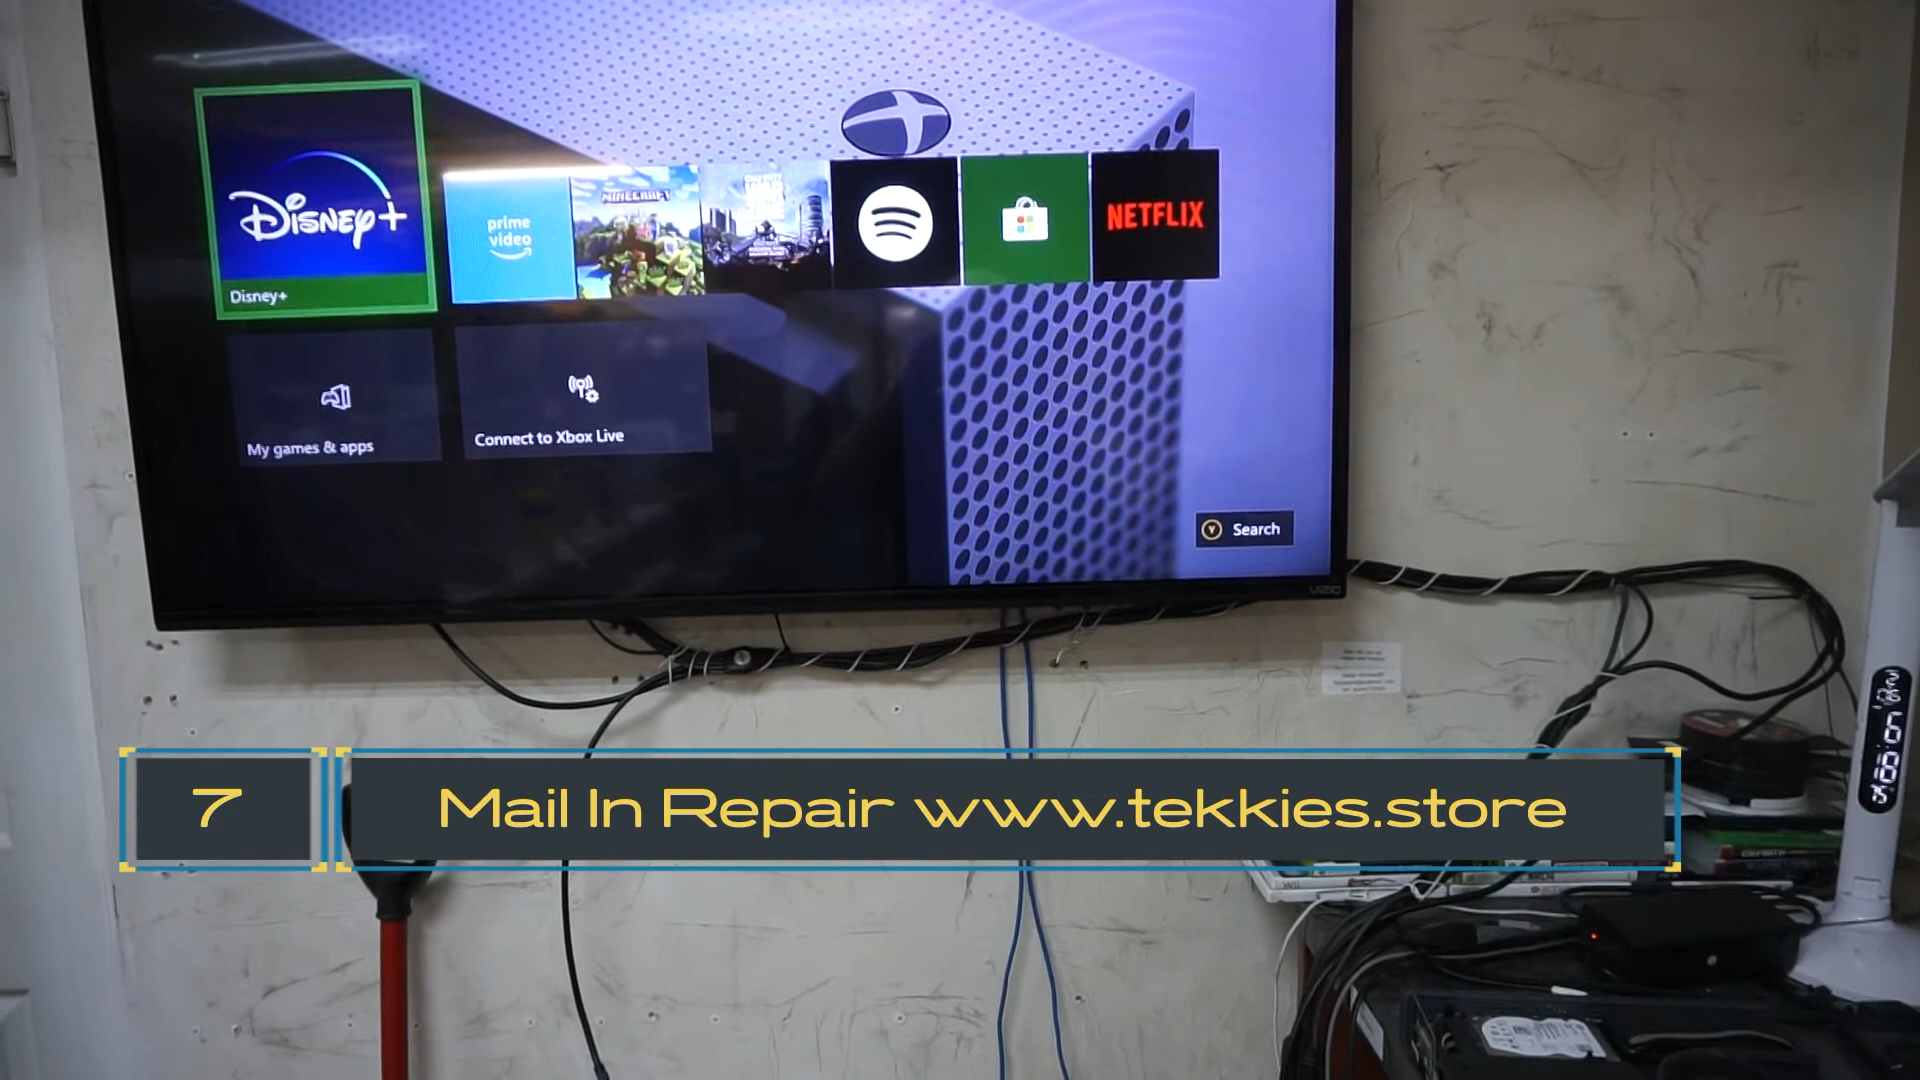 Disney+
Disney+
prime
video
MINECRAFT
NETFLIX
My games & apps
Connect to Xbox Live
Y
Search
VIZIO
7
Mail In Repair www.tekkies.store
Wii